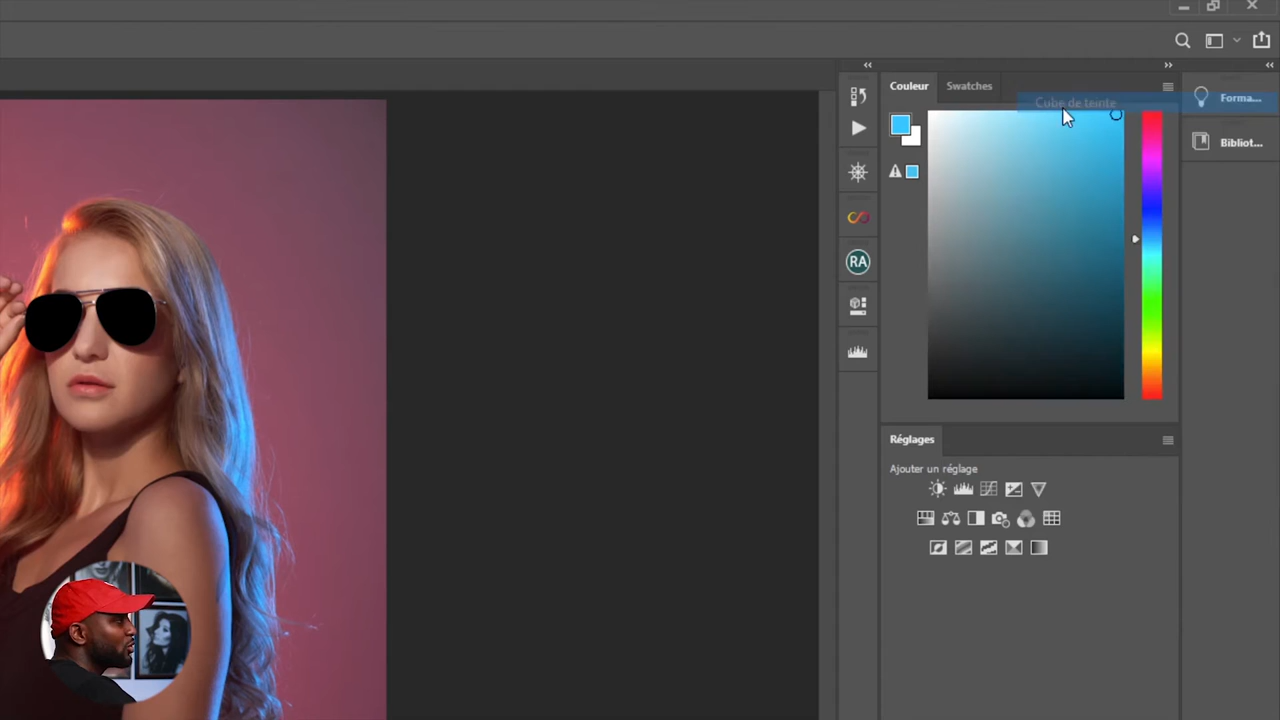 Couleur
Swatches
Cube de teinte
Forma...
Bibliot...
RA
Réglages
Ajouter un réglage